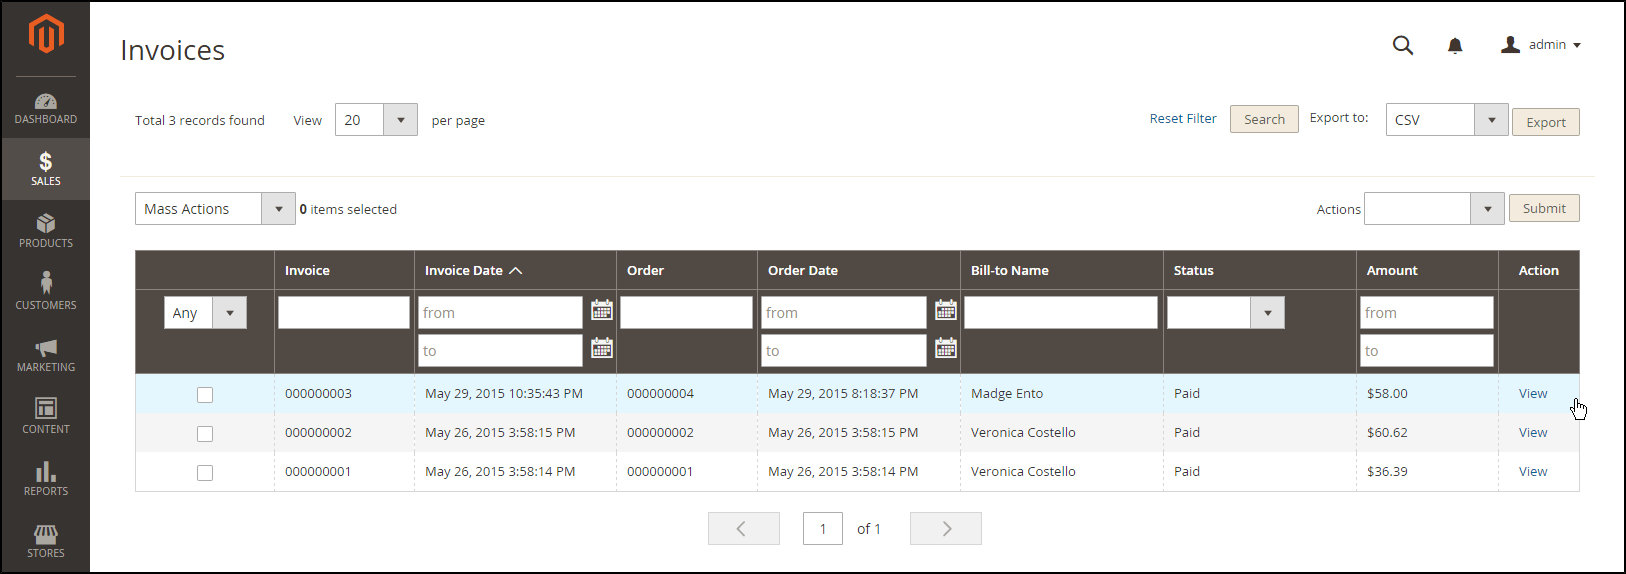 Invoices
admin
DASHBOARD
SALES
PRODUCTS
CUSTOMERS
MARKETING
CONTENT
REPORTS
STORES
Total 3 records found View 20 per page Reset Filter Search Export to: CSV Export
Mass Actions 0 items selected Actions Submit
Invoice Invoice Date Order Order Date Bill-to Name Status Amount Action
Any from from from
to to to
000000003 May 29, 2015 10:35:43 PM 000000004 May 29, 2015 8:18:37 PM Madge Ento Paid $58.00 View
000000002 May 26, 2015 3:58:15 PM 000000002 May 26, 2015 3:58:15 PM Veronica Costello Paid $60.62 View
000000001 May 26, 2015 3:58:14 PM 000000001 May 26, 2015 3:58:14 PM Veronica Costello Paid $36.39 View
1 of 1